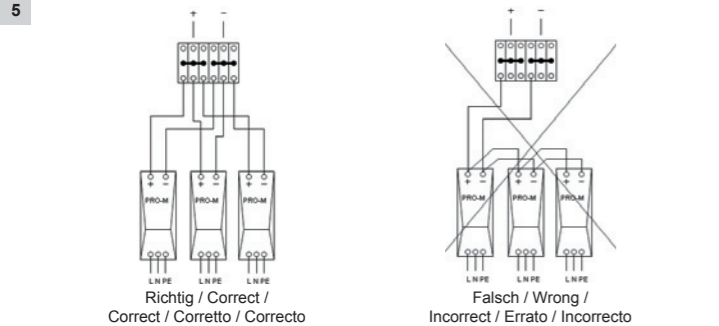 5
+ −
+ −
+ − + − + −
PRO-M PRO-M PRO-M
+ − + − + −
PRO-M PRO-M PRO-M
L N PE L N PE L N PE
L N PE L N PE L N PE
Richtig / Correct /
Correct / Corretto / Correcto
Falsch / Wrong /
Incorrect / Errato / Incorrecto